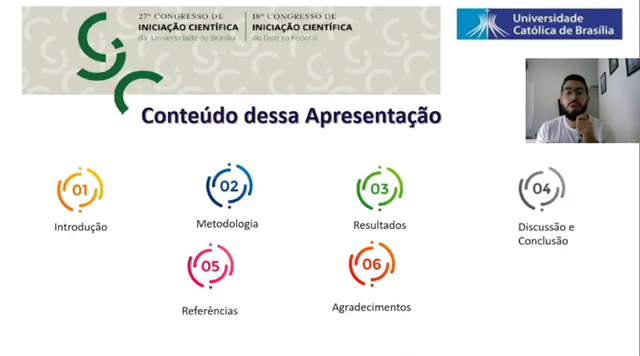 27º CONGRESSO DE
INICIAÇÃO CIENTÍFICA
da Universidade de Brasília
18º CONGRESSO DE
INICIAÇÃO CIENTÍFICA
do Distrito Federal
Universidade
Católica de Brasília
Conteúdo dessa Apresentação
01
Introdução
02
Metodologia
03
Resultados
04
Discussão e
Conclusão
05
Referências
06
Agradecimentos